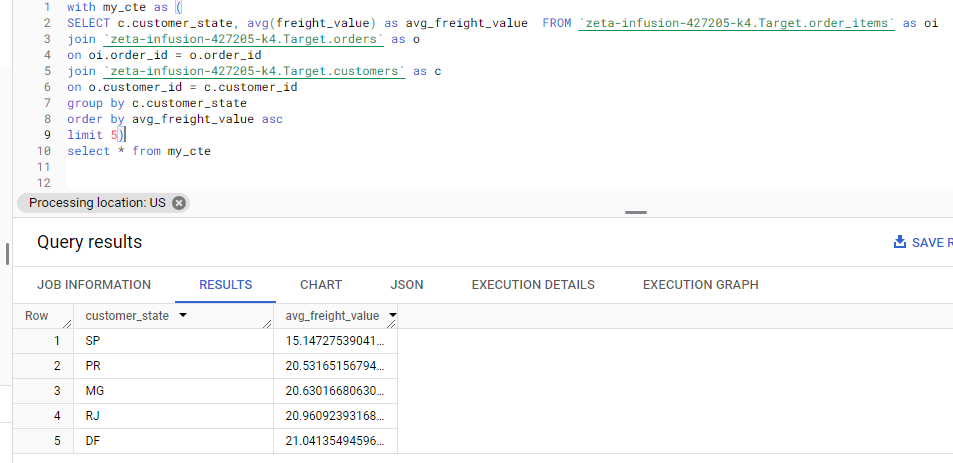 1 with my_cte as (
2 SELECT c.customer_state, avg(freight_value) as avg_freight_value  FROM `zeta-infusion-427205-k4.Target.order_items` as oi
3 join `zeta-infusion-427205-k4.Target.orders` as o
4 on oi.order_id = o.order_id
5 join `zeta-infusion-427205-k4.Target.customers` as c
6 on o.customer_id = c.customer_id
7 group by c.customer_state
8 order by avg_freight_value asc
9 limit 5)
10 select * from my_cte
11
12
Processing location: US
Query results SAVE R
JOB INFORMATION RESULTS CHART JSON EXECUTION DETAILS EXECUTION GRAPH
Row customer_state avg_freight_value
1 SP 15.14727539041...
2 PR 20.53165156794...
3 MG 20.63016680630...
4 RJ 20.96092393168...
5 DF 21.04135494596...